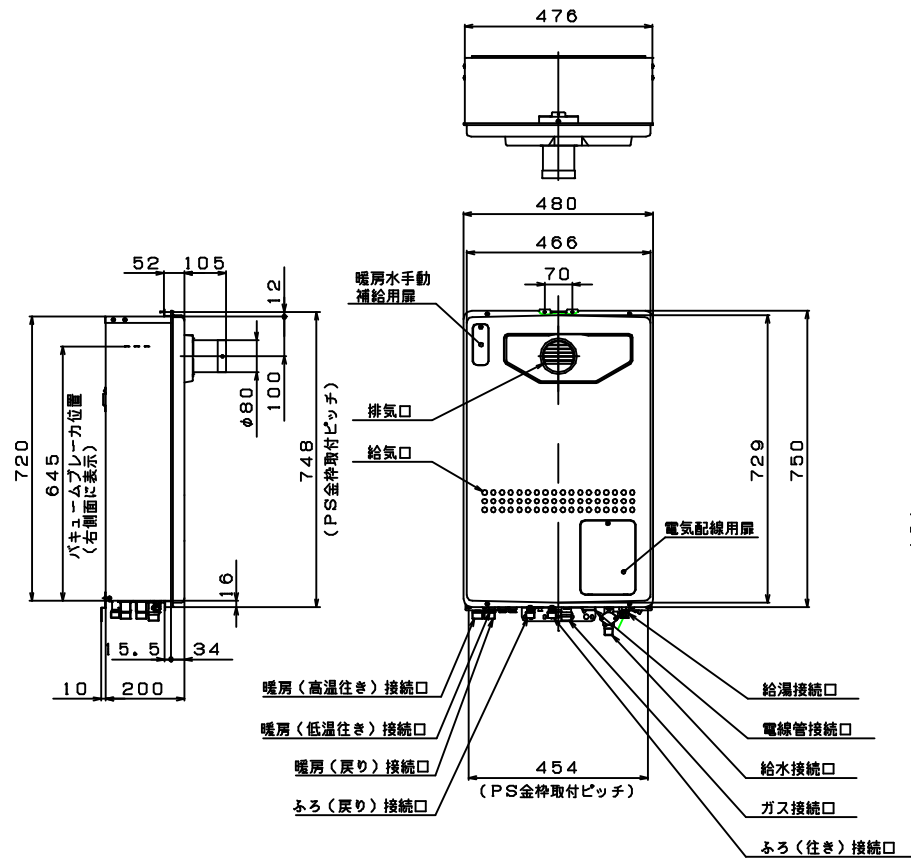 476
480
466
70
52
105
12
暖房水手動
補給用扉
φ80
100
排気口
給気口
720
645
バキュームブレーカ位置
(右側面に表示)
748
(PS金枠取付ピッチ)
729
750
電気配線用扉
16
15.5
34
10
200
暖房(高温往き)接続口
暖房(低温往き)接続口
暖房(戻り)接続口
ふろ(戻り)接続口
454
(PS金枠取付ピッチ)
給湯接続口
電線管接続口
給水接続口
ガス接続口
ふろ(往き)接続口